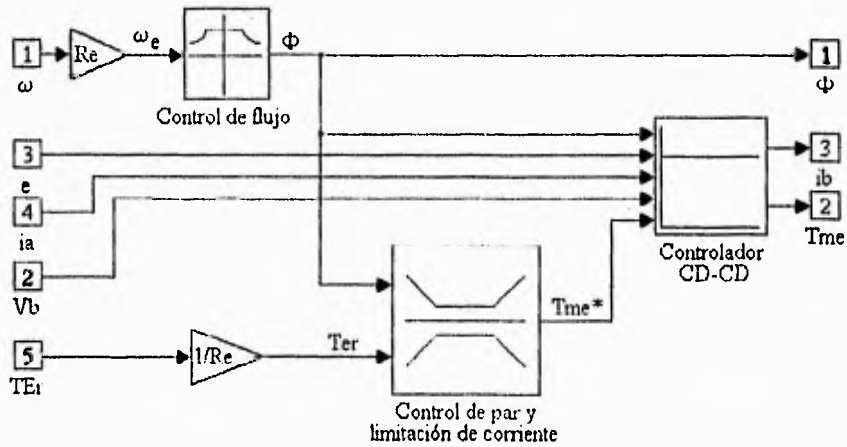 1
ω
Re
ω_e
Φ
Control de flujo
1
Φ
3
e
4
ia
2
Vb
3
ib
2
Tme
Controlador
CD-CD
5
TEr
1/Re
Ter
Tme*
Control de par y
limitación de corriente